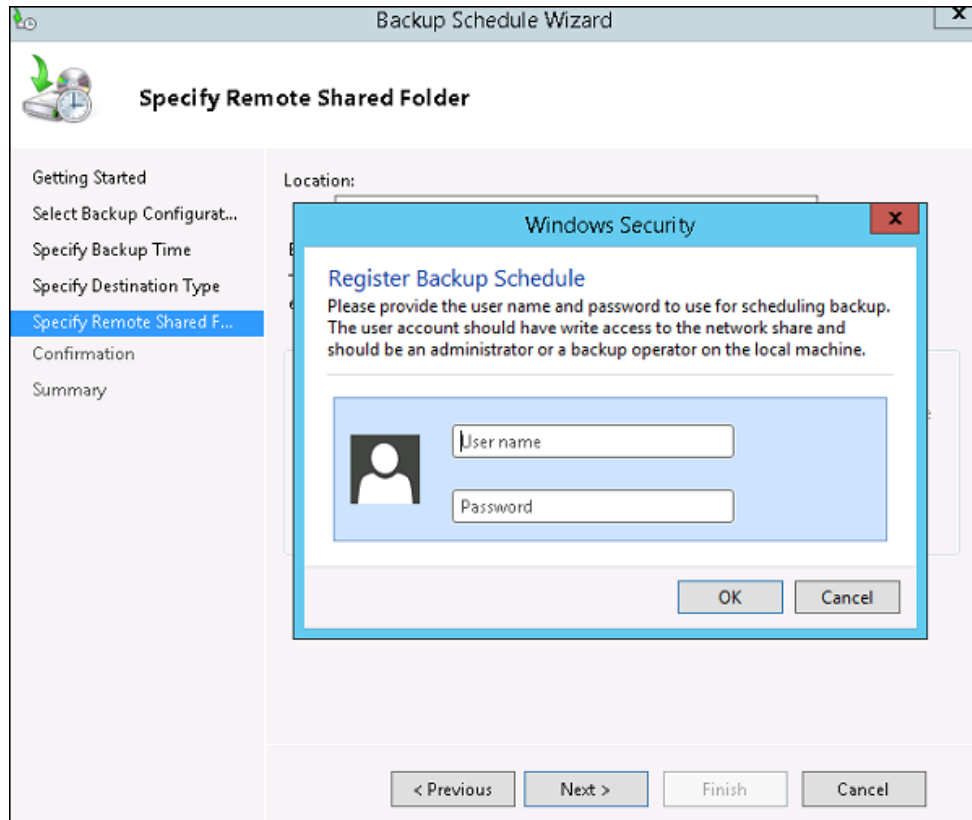 Backup Schedule Wizard
x
Specify Remote Shared Folder
Getting Started
Select Backup Configurat...
Specify Backup Time
Specify Destination Type
Specify Remote Shared F...
Confirmation
Summary
Location:
Windows Security
x
Register Backup Schedule
Please provide the user name and password to use for scheduling backup.
The user account should have write access to the network share and
should be an administrator or a backup operator on the local machine.
User name
Password
OK
Cancel
< Previous
Next >
Finish
Cancel